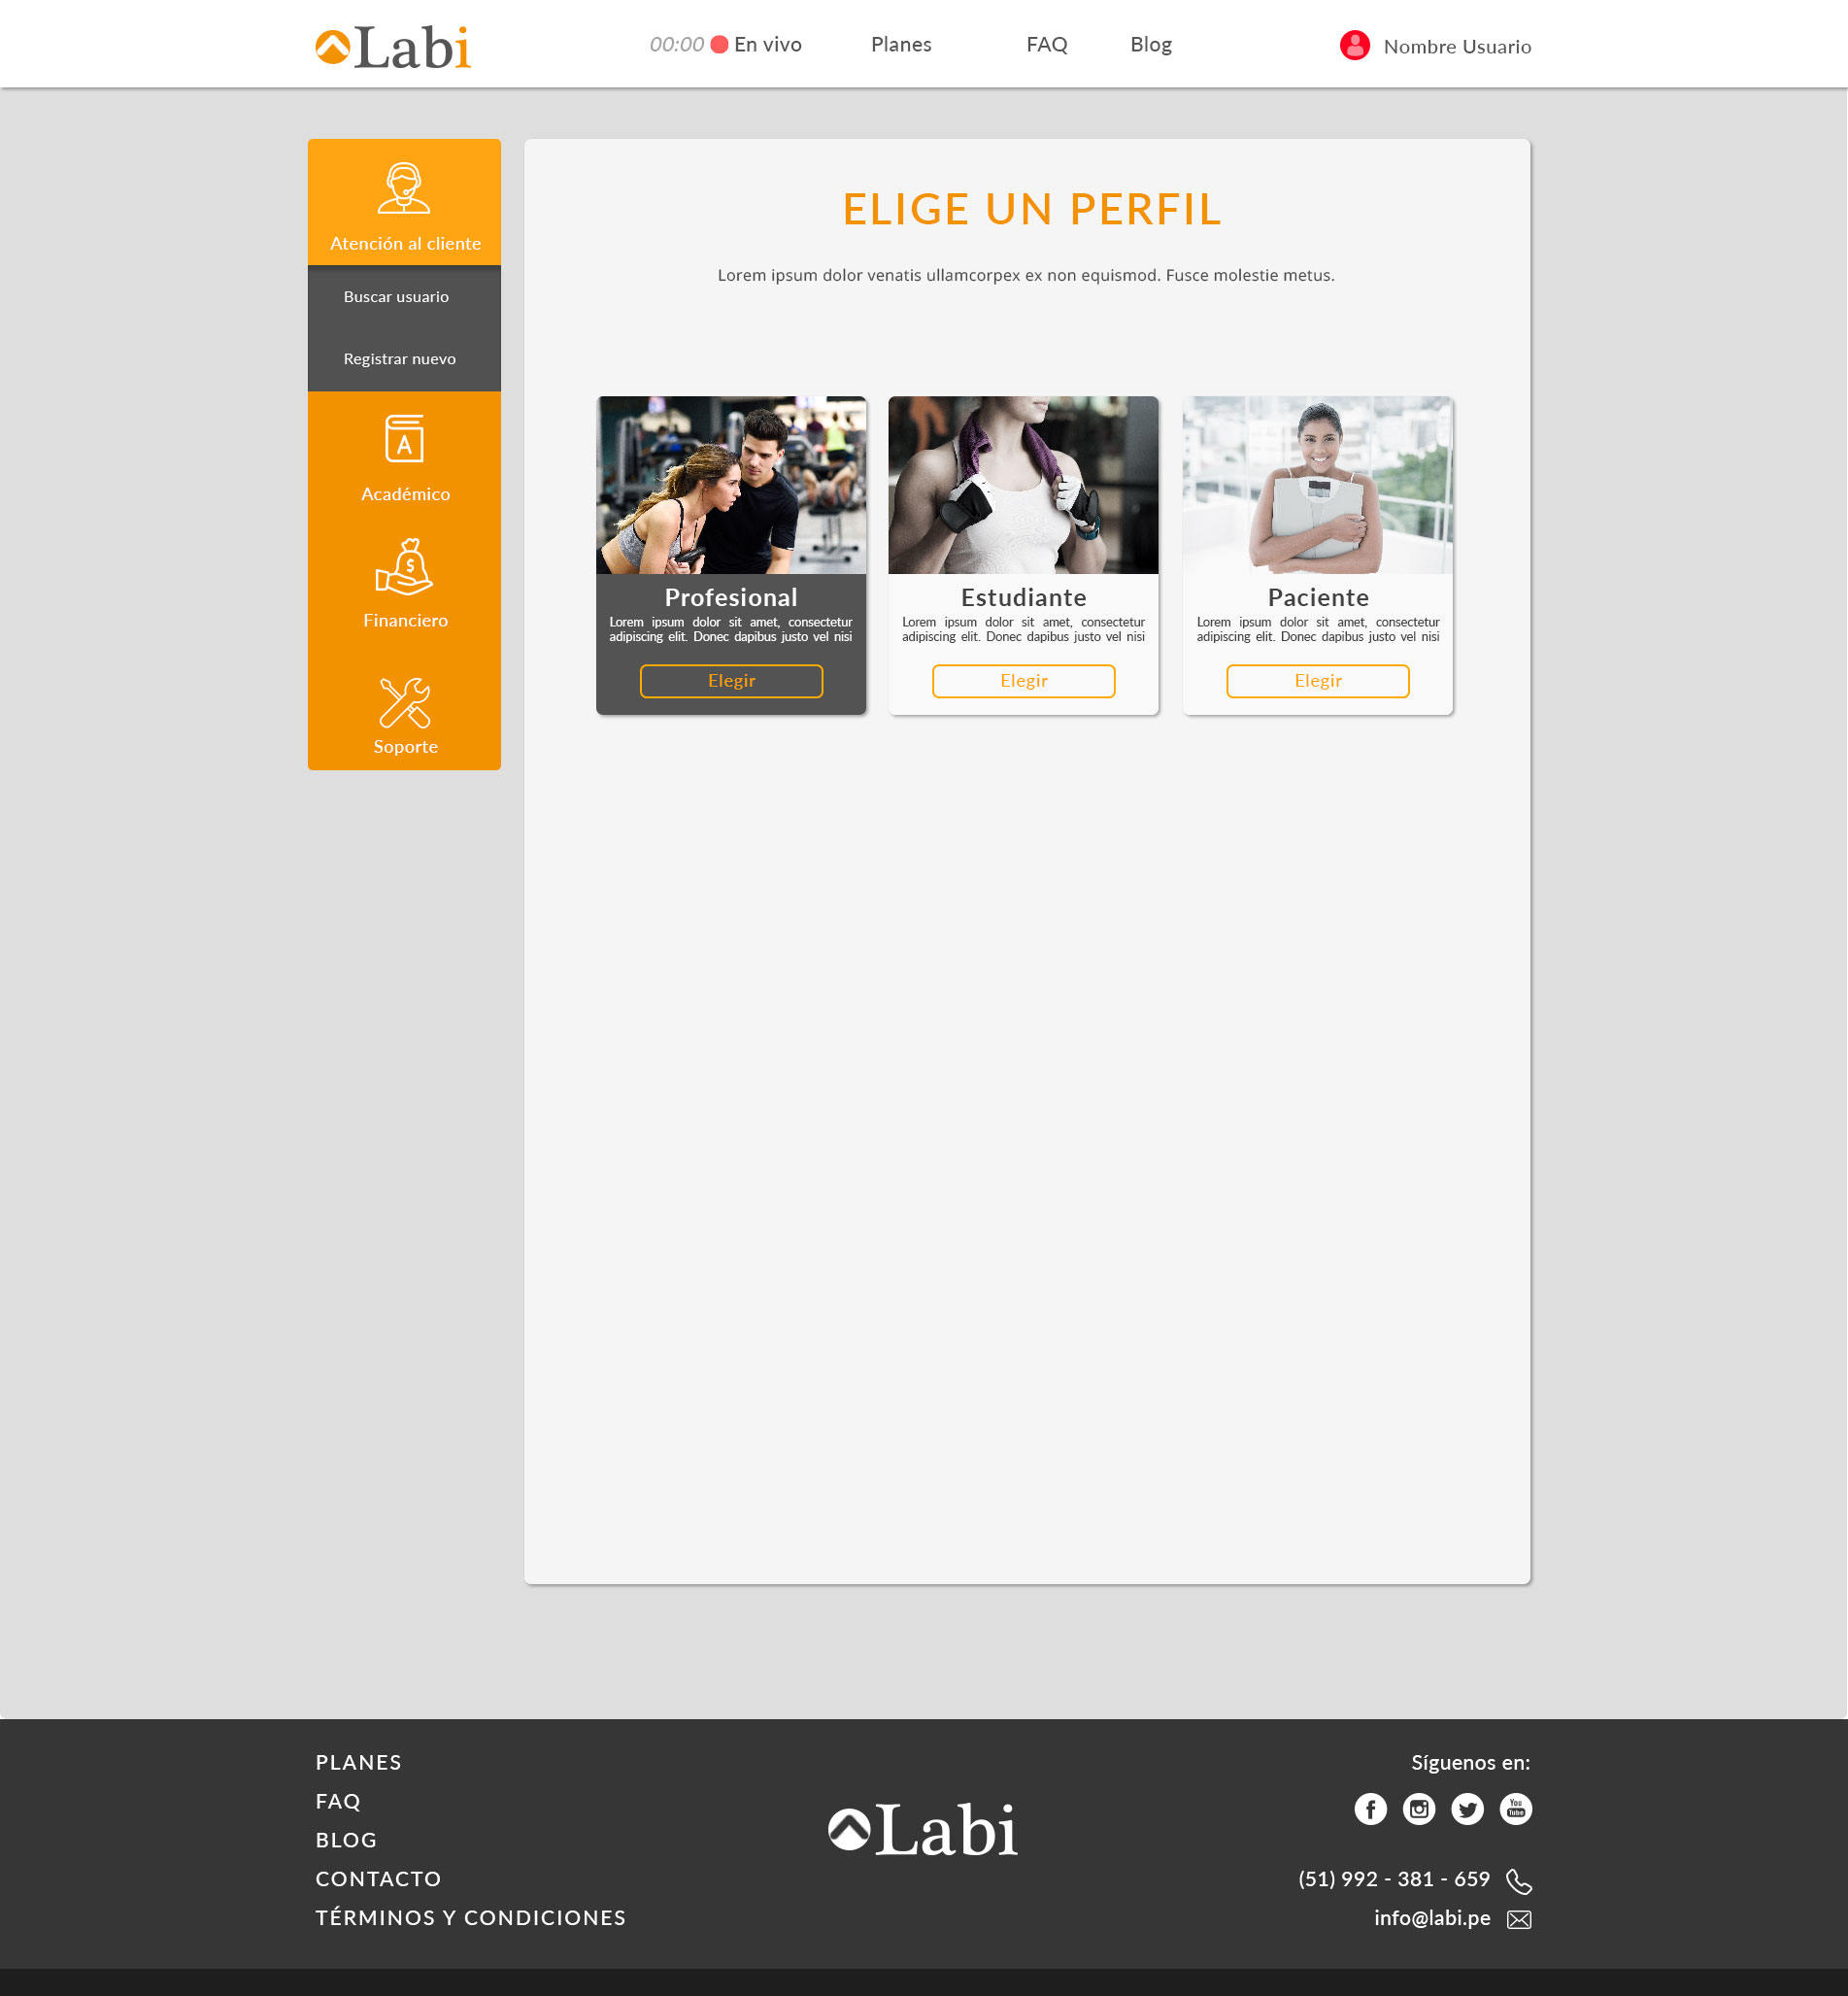 Labi
00:00 En vivo Planes FAQ Blog
Nombre Usuario
Atención al cliente
Buscar usuario
Registrar nuevo
A
Académico
$
Financiero
Soporte
ELIGE UN PERFIL
Lorem ipsum dolor venatis ullamcorpex ex non equismod. Fusce molestie metus.
Profesional
Lorem ipsum dolor sit amet, consectetur
adipiscing elit. Donec dapibus justo vel nisi
Elegir
Estudiante
Lorem ipsum dolor sit amet, consectetur
adipiscing elit. Donec dapibus justo vel nisi
Elegir
Paciente
Lorem ipsum dolor sit amet, consectetur
adipiscing elit. Donec dapibus justo vel nisi
Elegir
PLANES
FAQ
BLOG
CONTACTO
TÉRMINOS Y CONDICIONES
Labi
Síguenos en:
f
You
Tube
(51) 992 - 381 - 659
info@labi.pe